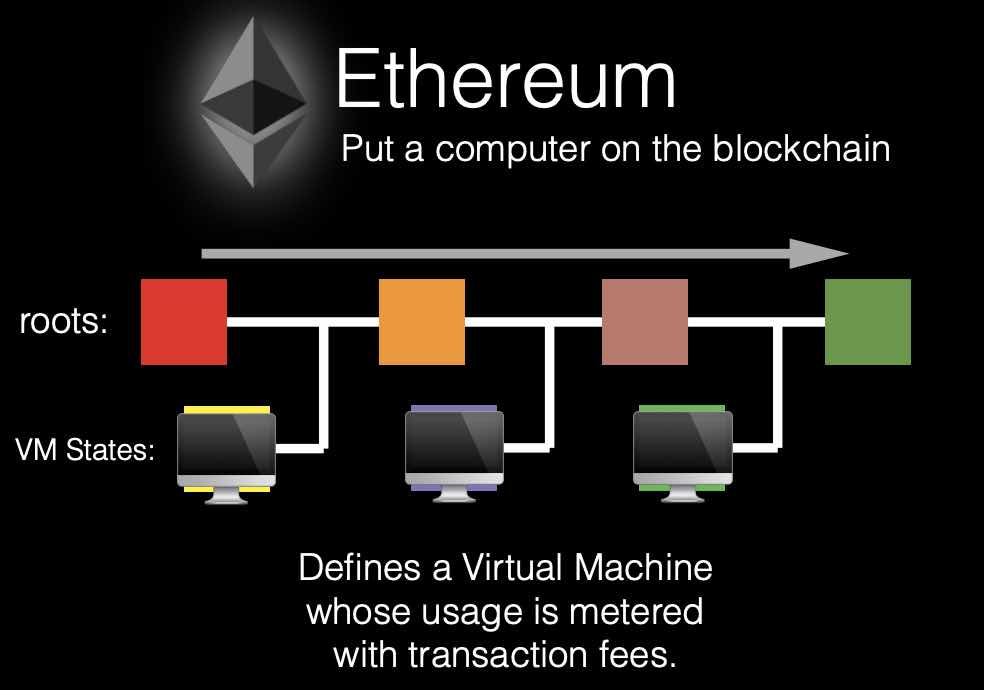 Ethereum
Put a computer on the blockchain
roots:
VM States:
Defines a Virtual Machine
whose usage is metered
with transaction fees.